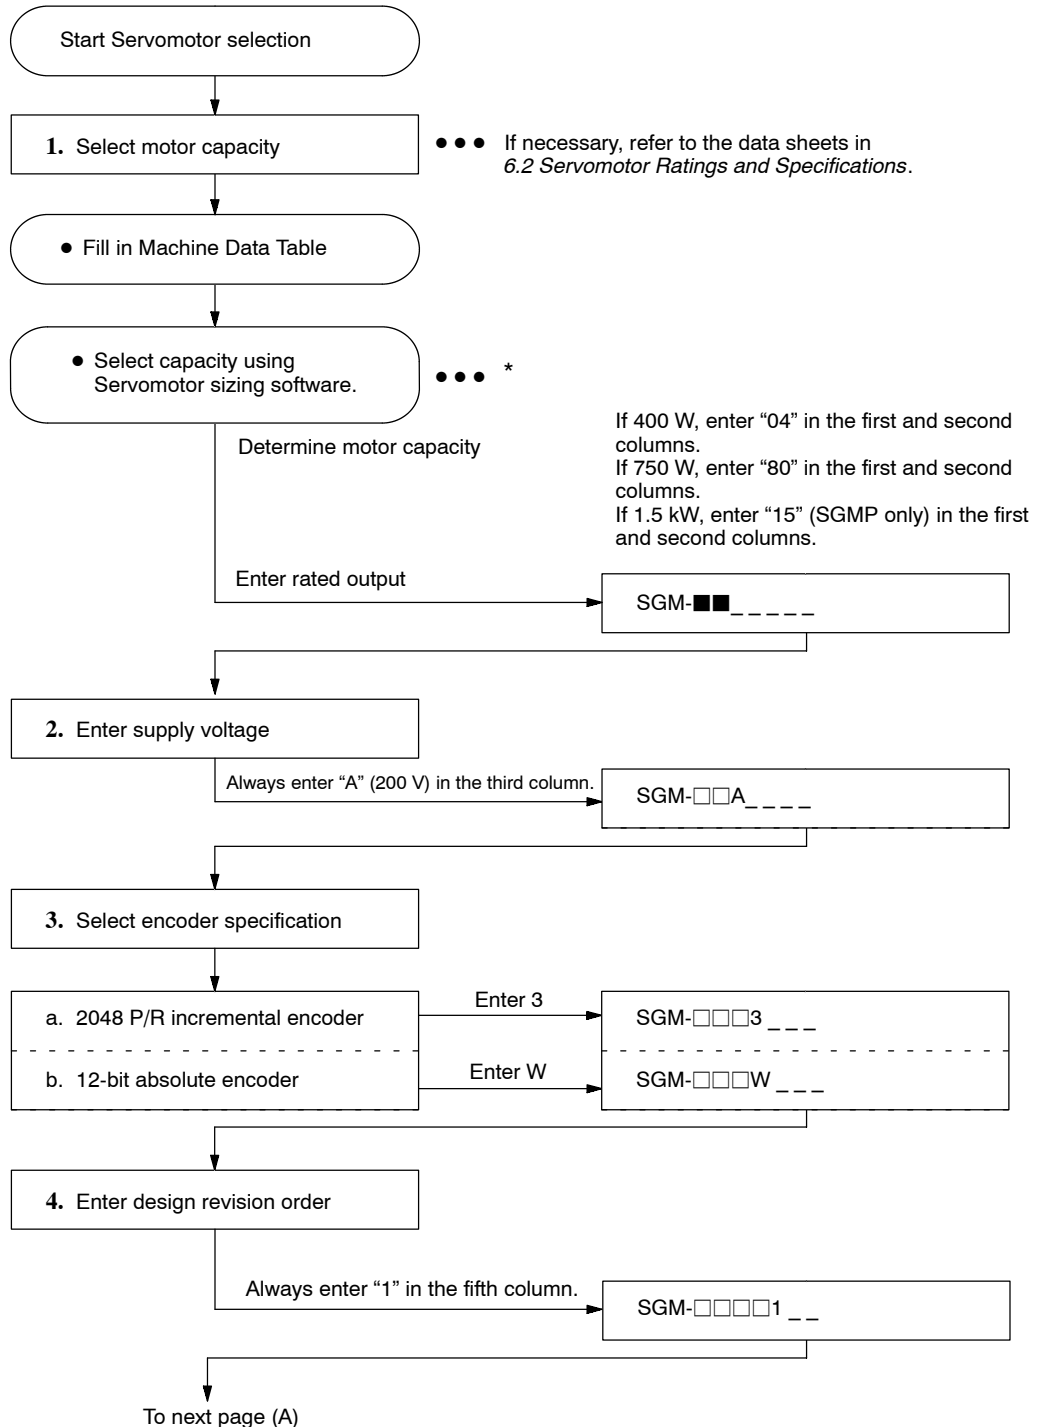 Start Servomotor selection
1. Select motor capacity
●●● If necessary, refer to the data sheets in
6.2 Servomotor Ratings and Specifications.
● Fill in Machine Data Table
● Select capacity using
Servomotor sizing software.
●●● *
Determine motor capacity
If 400 W, enter “04” in the first and second
columns.
If 750 W, enter “80” in the first and second
columns.
If 1.5 kW, enter “15” (SGMP only) in the first
and second columns.
Enter rated output
SGM-■■_ _ _ _ _
2. Enter supply voltage
Always enter “A” (200 V) in the third column.
SGM-□□A_ _ _ _
3. Select encoder specification
a. 2048 P/R incremental encoder
Enter 3
SGM-□□□3 _ _ _
b. 12-bit absolute encoder
Enter W
SGM-□□□W _ _ _
4. Enter design revision order
Always enter “1” in the fifth column.
SGM-□□□□1 _ _
To next page (A)